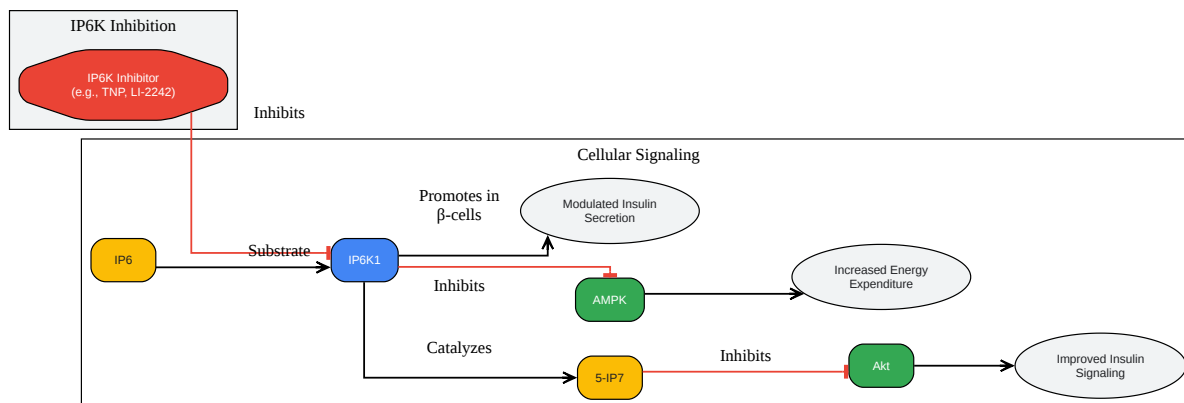 IP6K Inhibition
IP6K Inhibitor
(e.g., TNP, LI-2242)
Inhibits
Cellular Signaling
Promotes in
β-cells
Modulated Insulin
Secretion
IP6
Substrate
IP6K1
Inhibits
AMPK
Increased Energy
Expenditure
Catalyzes
5-IP7
Inhibits
Akt
Improved Insulin
Signaling